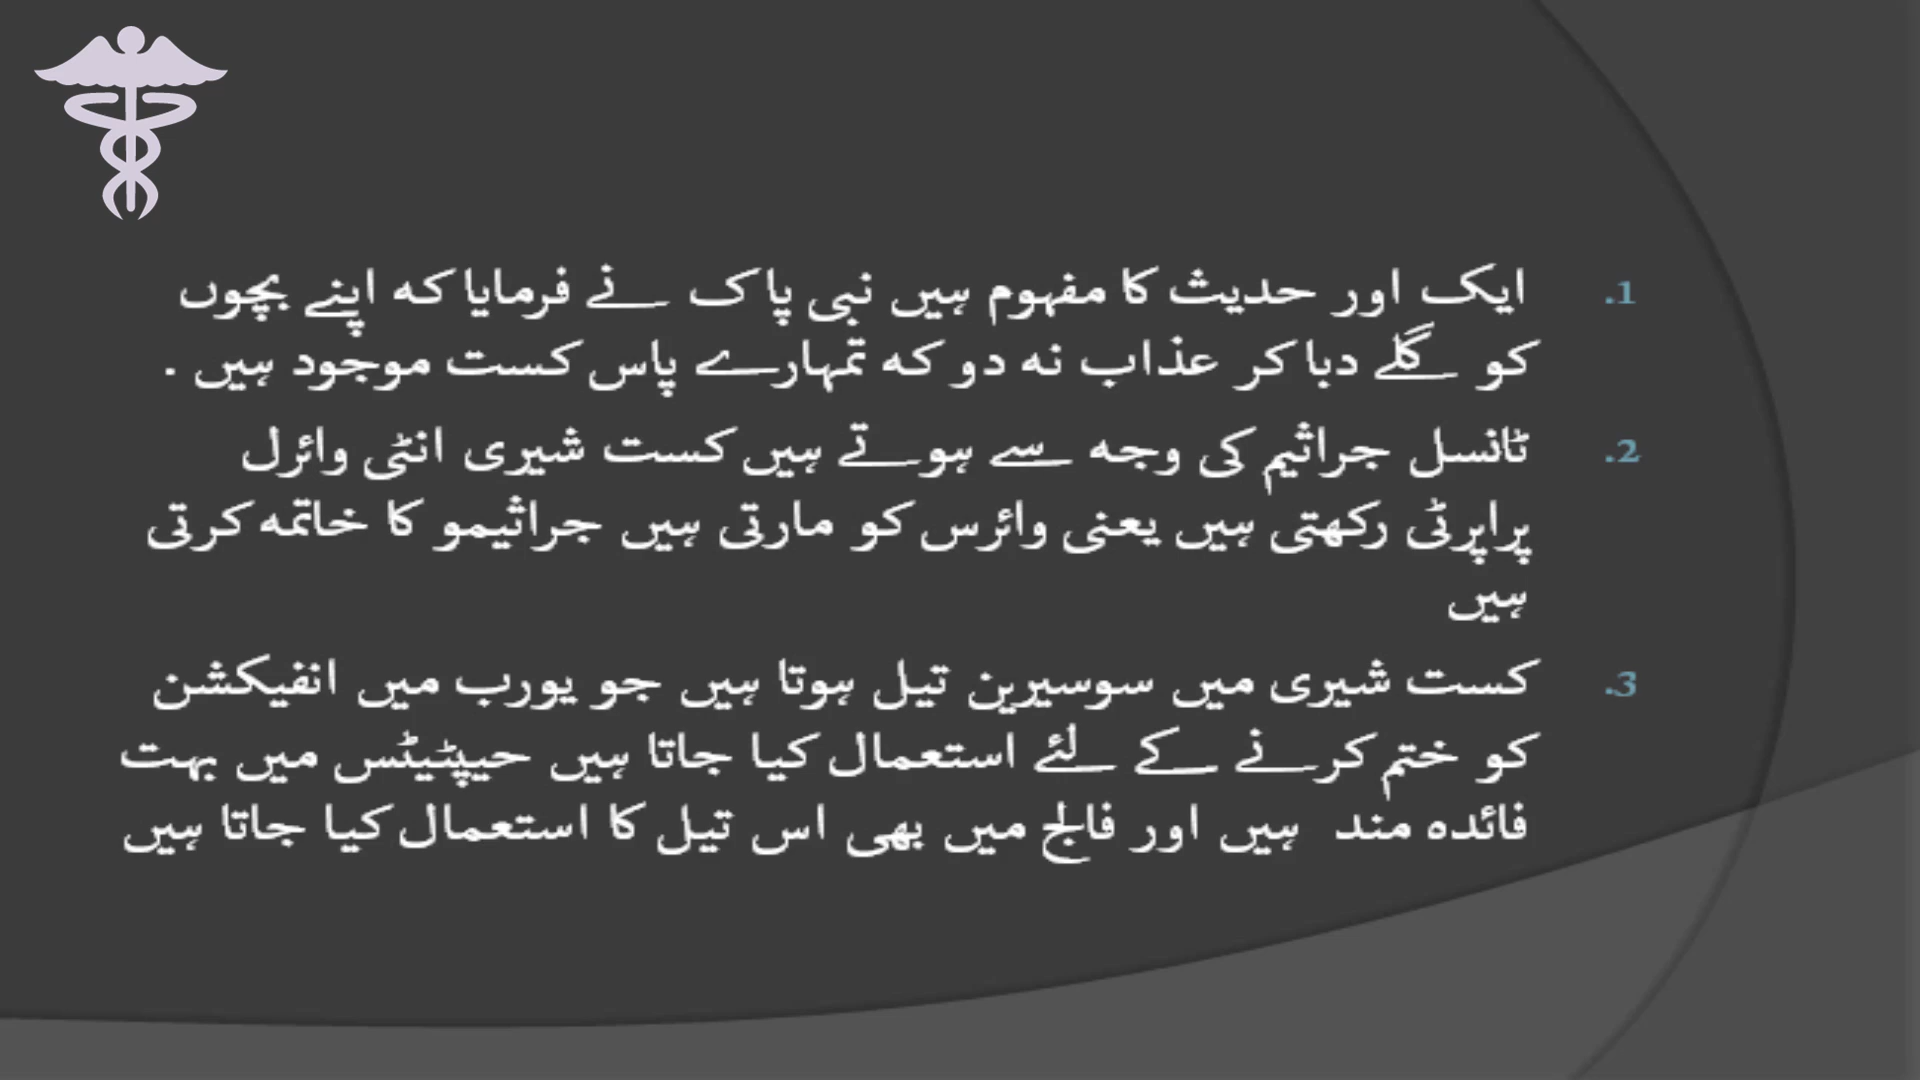 1. ایک اور حدیث کا مفہوم ہیں نبی پاک نے فرمایا کہ اپنے بچوں
کو گلے دبا کر عذاب نہ دو کہ تمہارے پاس کست موجود ہیں .
2. ٹانسل جراثیم کی وجہ سے ہوتے ہیں کست شیری انٹی وائرل
پراپرٹی رکھتی ہیں یعنی وائرس کو مارتی ہیں جراثیمو کا خاتمہ کرتی
ہیں
3. کست شیری میں سوسیرین تیل ہوتا ہیں جو یورب میں انفیکشن
کو ختم کرنے کے لئے استعمال کیا جاتا ہیں حیپٹیٹس میں بہت
فائدہ مند ہیں اور فالج میں بھی اس تیل کا استعمال کیا جاتا ہیں